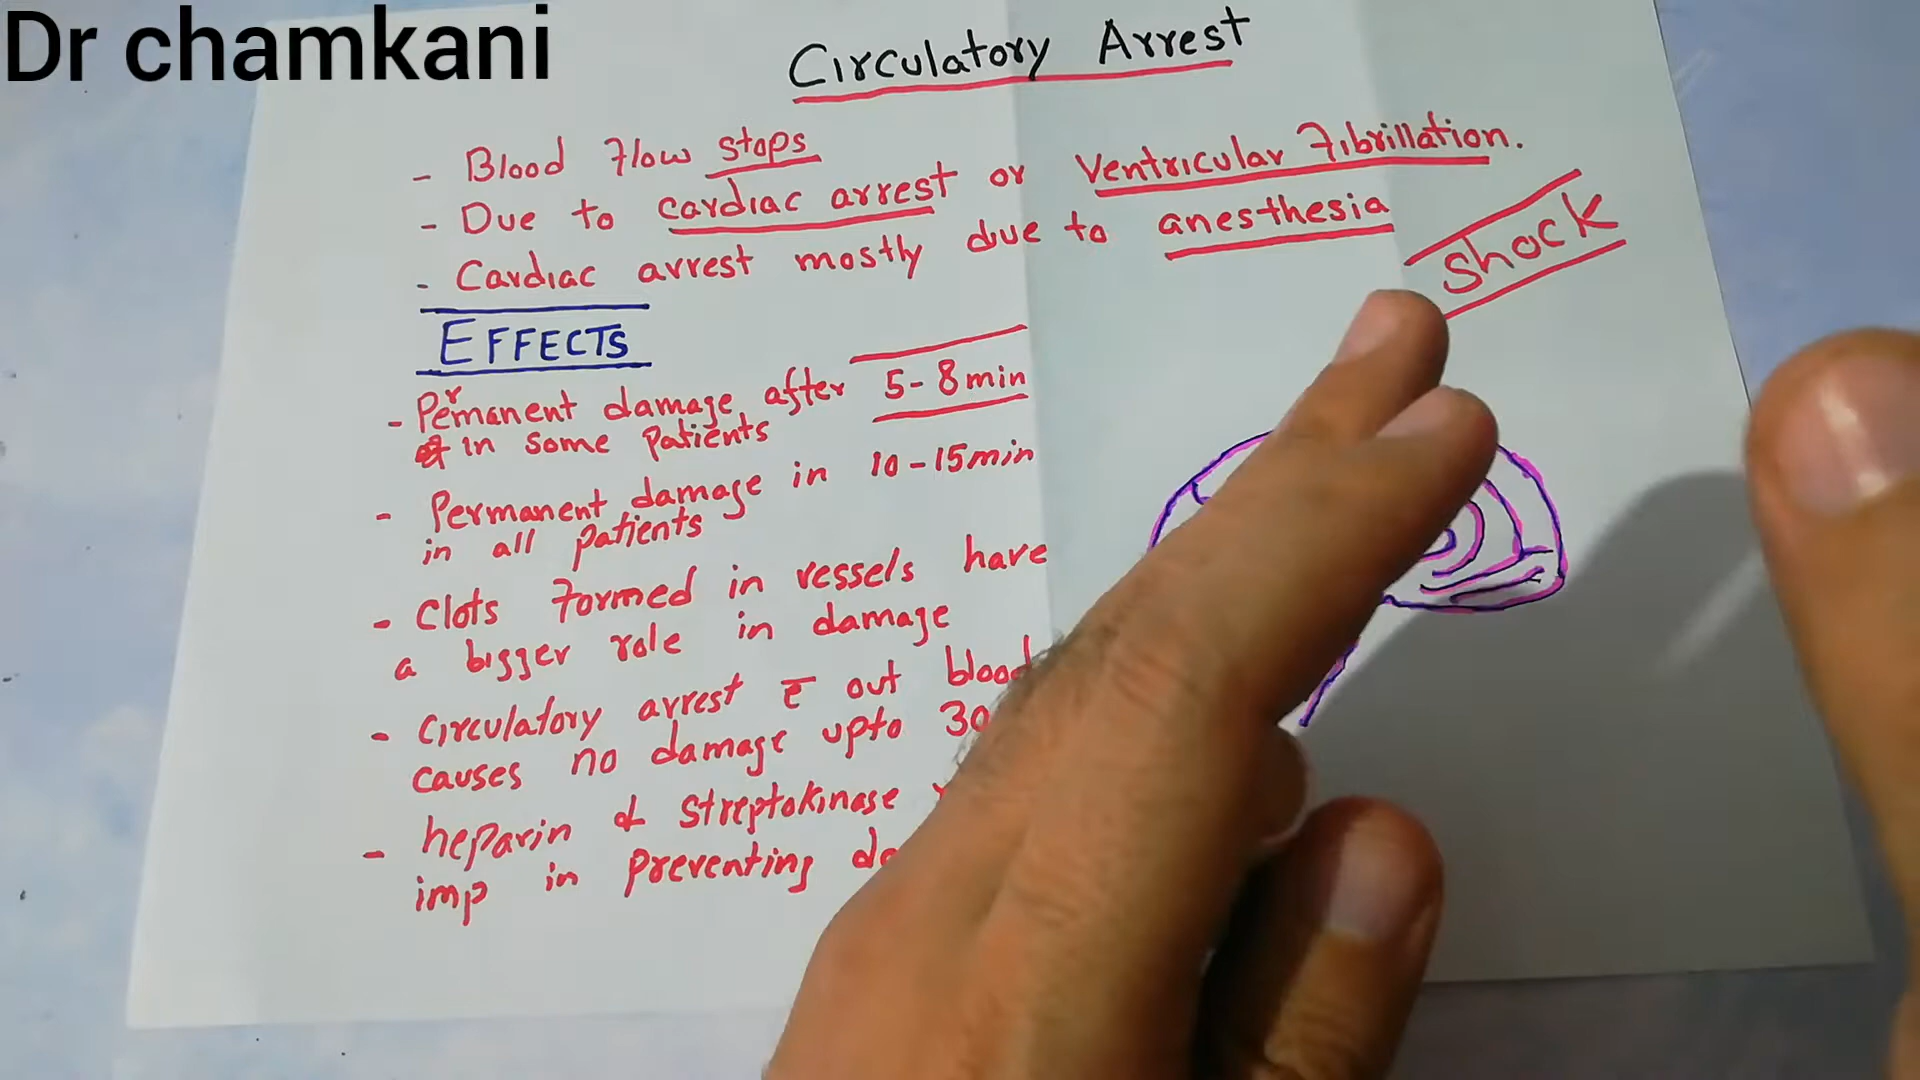 Dr chamkani
Circulatory Arrest
- Blood flow stops
- Due to cardiac arrest or Ventricular Fibrillation.
- Cardiac arrest mostly due to anesthesia
Shock
EFFECTS
- Permanent damage after 5-8 min
in some patients
- Permanent damage in 10-15min
in all patients
- Clots formed in vessels have
a bigger role in damage
- Circulatory arrest c̅ out blood
causes no damage upto 30
- heparin & streptokinase
imp in preventing